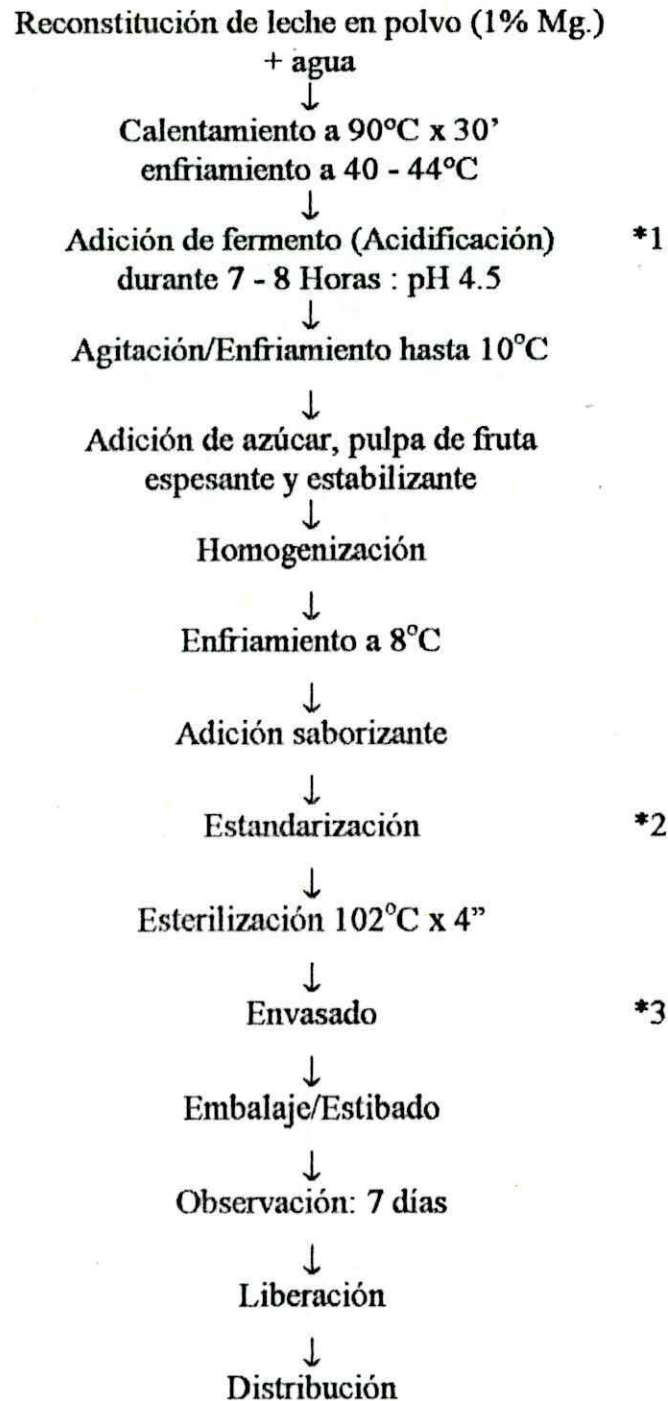 Reconstitución de leche en polvo (1% Mg.)
+ agua
↓
Calentamiento a 90ºC x 30’
enfriamiento a 40 - 44ºC
↓
Adición de fermento (Acidificación) *1
durante 7 - 8 Horas : pH 4.5
↓
Agitación/Enfriamiento hasta 10°C
↓
Adición de azúcar, pulpa de fruta
espesante y estabilizante
↓
Homogenización
↓
Enfriamiento a 8°C
↓
Adición saborizante
↓
Estandarización *2
↓
Esterilización 102°C x 4”
↓
Envasado *3
↓
Embalaje/Estibado
↓
Observación: 7 días
↓
Liberación
↓
Distribución